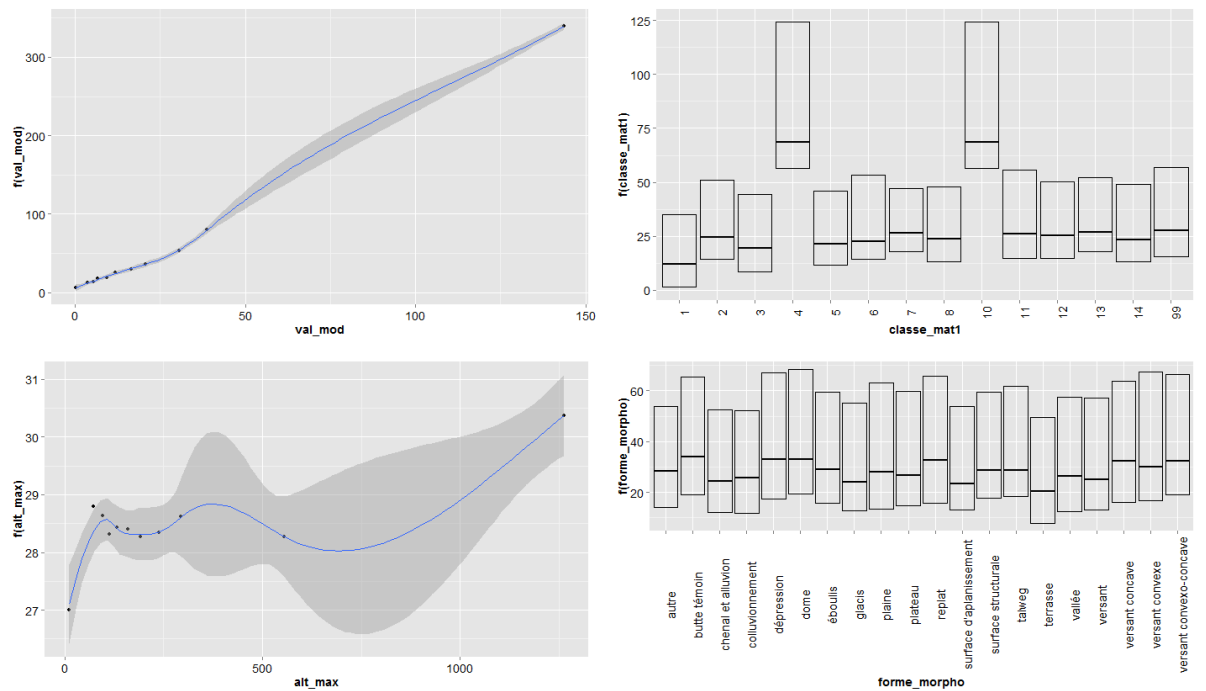 f(val_mod)
300
200
100
0
0
50
100
150
val_mod
f(classe_mat1)
125
100
75
50
25
0
1
2
3
4
5
6
7
8
10
11
12
13
14
99
classe_mat1
f(alt_max)
31
30
29
28
27
0
500
1000
alt_max
f(forme_morpho)
60
40
20
autre
butte témoin
chenal et alluvion
colluvionnement
dépression
dome
éboulis
glacis
plaine
plateau
replat
surface d'aplanissement
surface structurale
talweg
terrasse
vallée
versant
versant concave
versant convexe
versant convexo-concave
forme_morpho